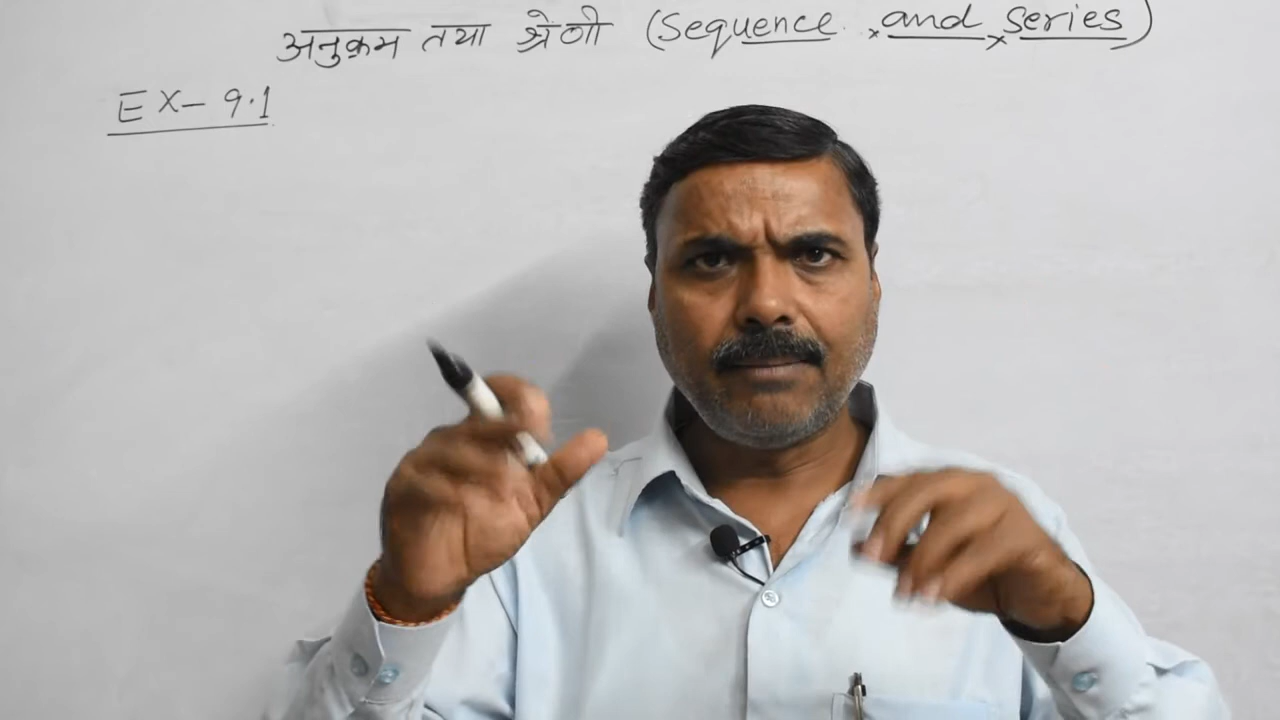 अनुक्रम तथा श्रेणी (Sequence and series)
EX- 9.1